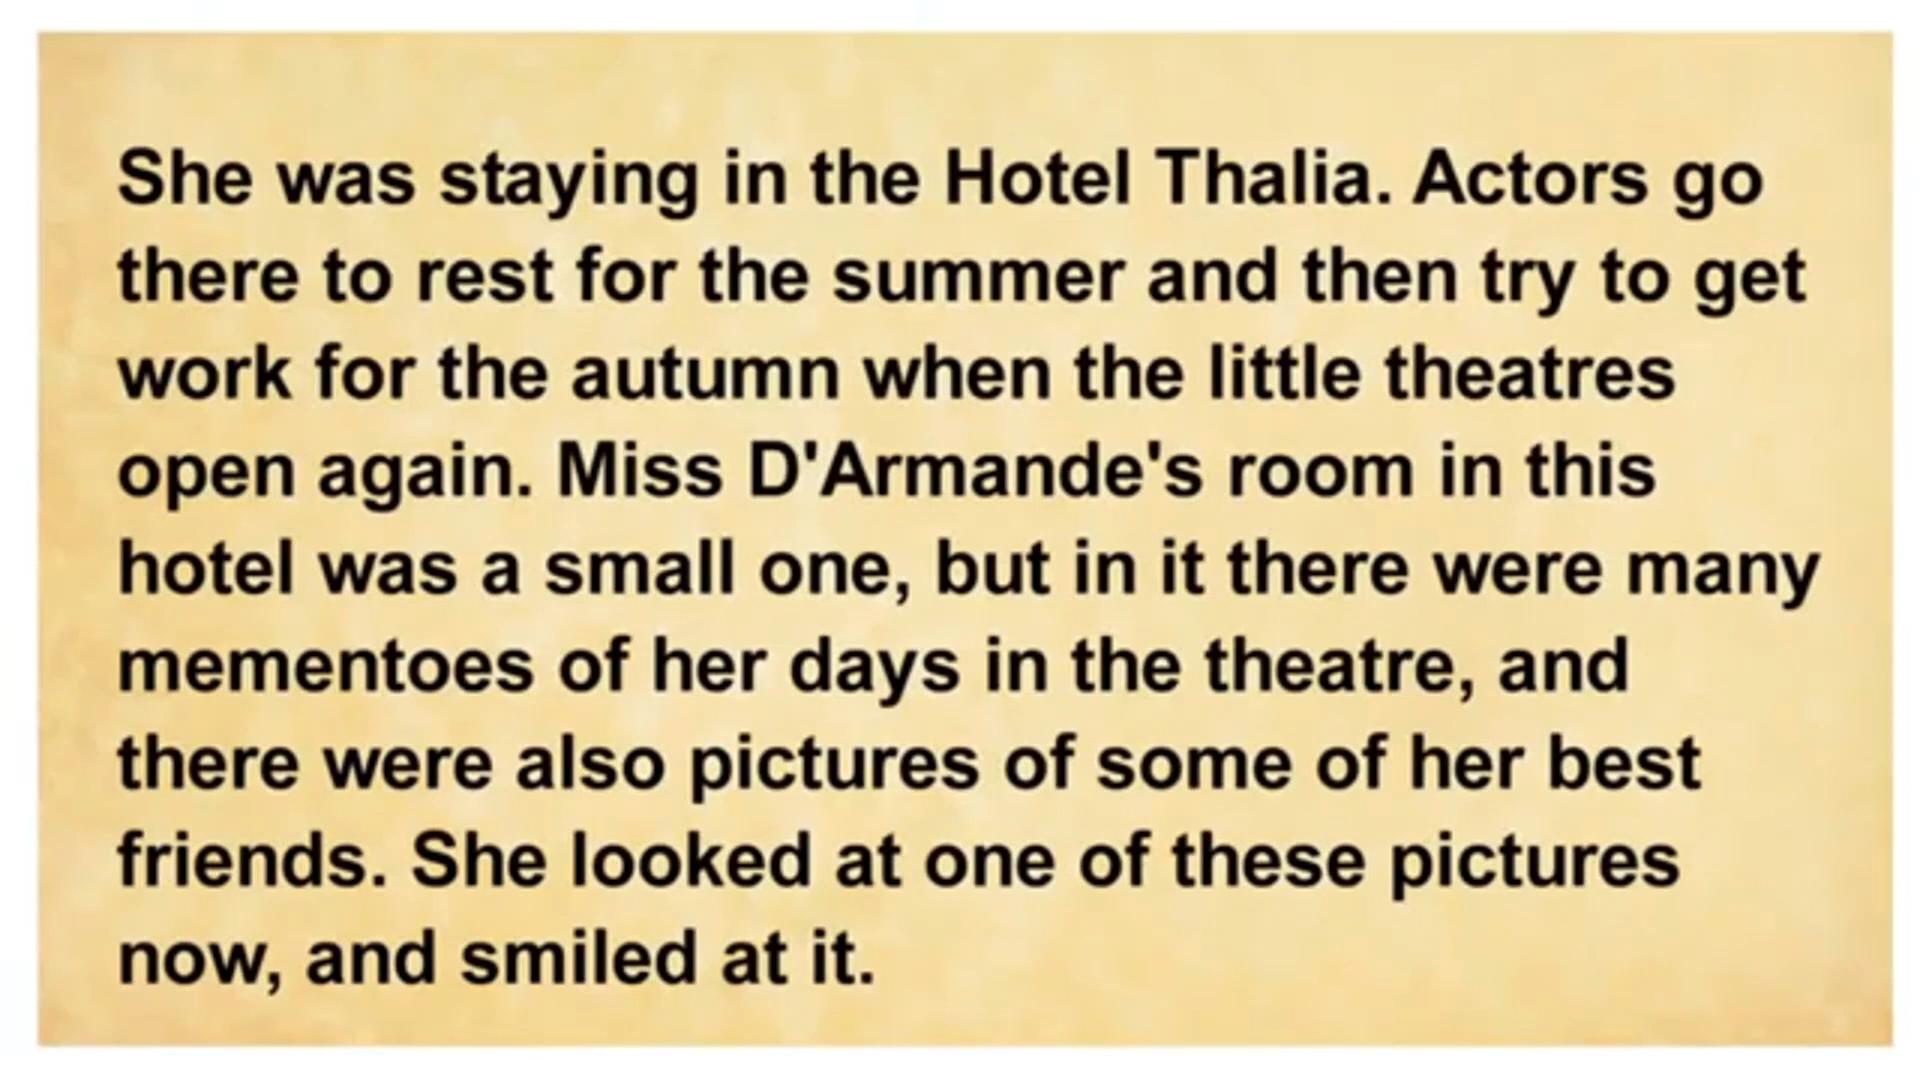 She was staying in the Hotel Thalia. Actors go
there to rest for the summer and then try to get
work for the autumn when the little theatres
open again. Miss D'Armande's room in this
hotel was a small one, but in it there were many
mementoes of her days in the theatre, and
there were also pictures of some of her best
friends. She looked at one of these pictures
now, and smiled at it.